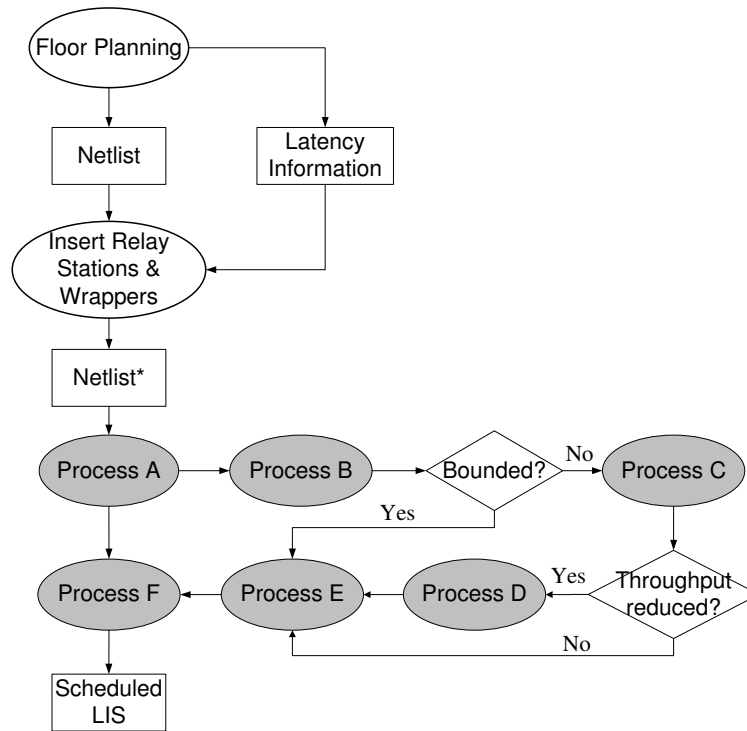 Floor Planning
Netlist
Latency
Information
Insert Relay
Stations &
Wrappers
Netlist*
Process A
Process B
Bounded?
No
Process C
Yes
Process F
Process E
Process D
Yes
Throughput
reduced?
No
Scheduled
LIS